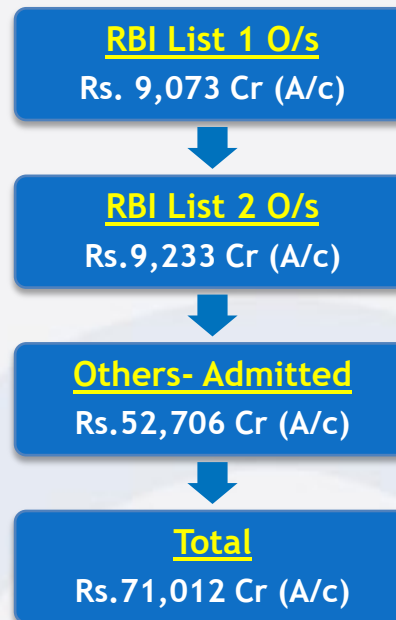 RBI List 1 O/s
Rs. 9,073 Cr (A/c)
RBI List 2 O/s
Rs.9,233 Cr (A/c)
Others- Admitted
Rs.52,706 Cr (A/c)
Total
Rs.71,012 Cr (A/c)